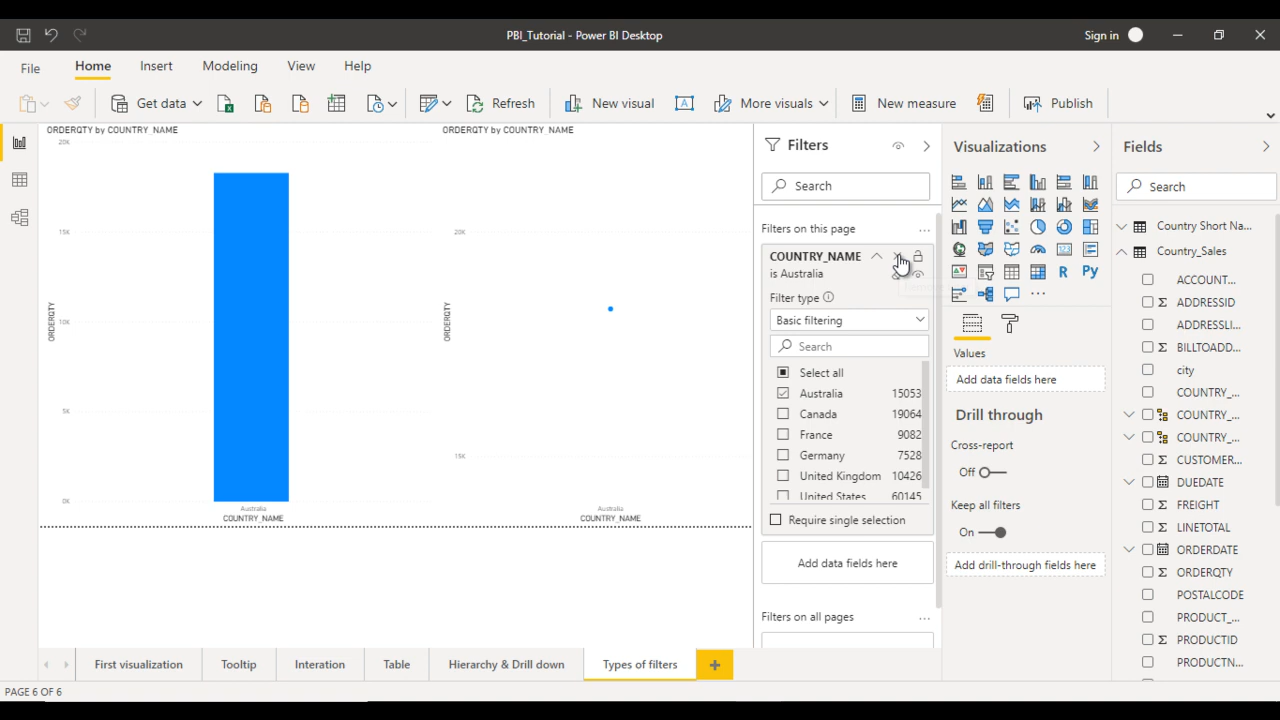 PBI_Tutorial - Power BI Desktop
Sign in
File
Home
Insert
Modeling
View
Help
Get data
Refresh
New visual
More visuals
New measure
Publish
ORDERQTY by COUNTRY_NAME
20K
15K
10K
5K
0K
ORDERQTY
Australia
COUNTRY_NAME
ORDERQTY by COUNTRY_NAME
20K
15K
ORDERQTY
Australia
COUNTRY_NAME
Filters
Search
Filters on this page
...
COUNTRY_NAME
is Australia
Filter type
Basic filtering
Search
Select all
Australia 15053
Canada 19064
France 9082
Germany 7528
United Kingdom 10426
United States 60145
Require single selection
Add data fields here
Filters on all pages
...
Visualizations
R
Py
...
Values
Add data fields here
Drill through
Cross-report
Off
Keep all filters
On
Add drill-through fields here
Fields
Search
Country Short Na...
Country_Sales
ACCOUNT...
Σ ADDRESSID
ADDRESSLI...
Σ BILLTOADD...
city
COUNTRY_...
COUNTRY_...
COUNTRY_...
Σ CUSTOMER...
DUEDATE
Σ FREIGHT
Σ LINETOTAL
ORDERDATE
Σ ORDERQTY
POSTALCODE
PRODUCT_...
Σ PRODUCTID
PRODUCTN...
First visualization
Tooltip
Interation
Table
Hierarchy & Drill down
Types of filters
+
PAGE 6 OF 6